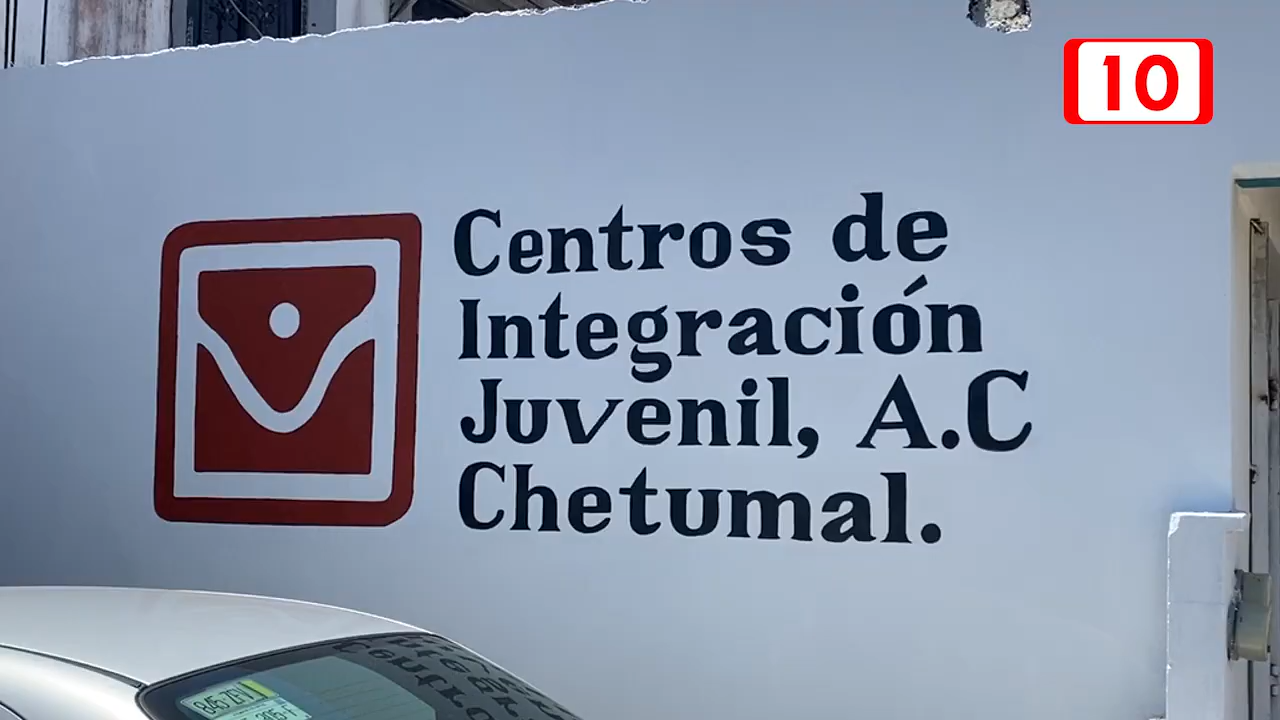 10
Centros de
Integración
Juvenil, A.C
Chetumal.